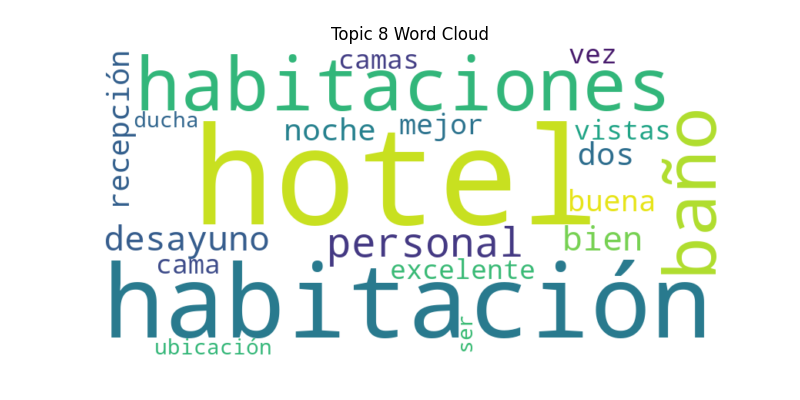 Topic 8 Word Cloud
habitaciones
camas
vez
recepción
ducha
noche
mejor
vistas
dos
hotel
baño
buena
desayuno
personal
bien
cama
excelente
habitación
ubicación
ser